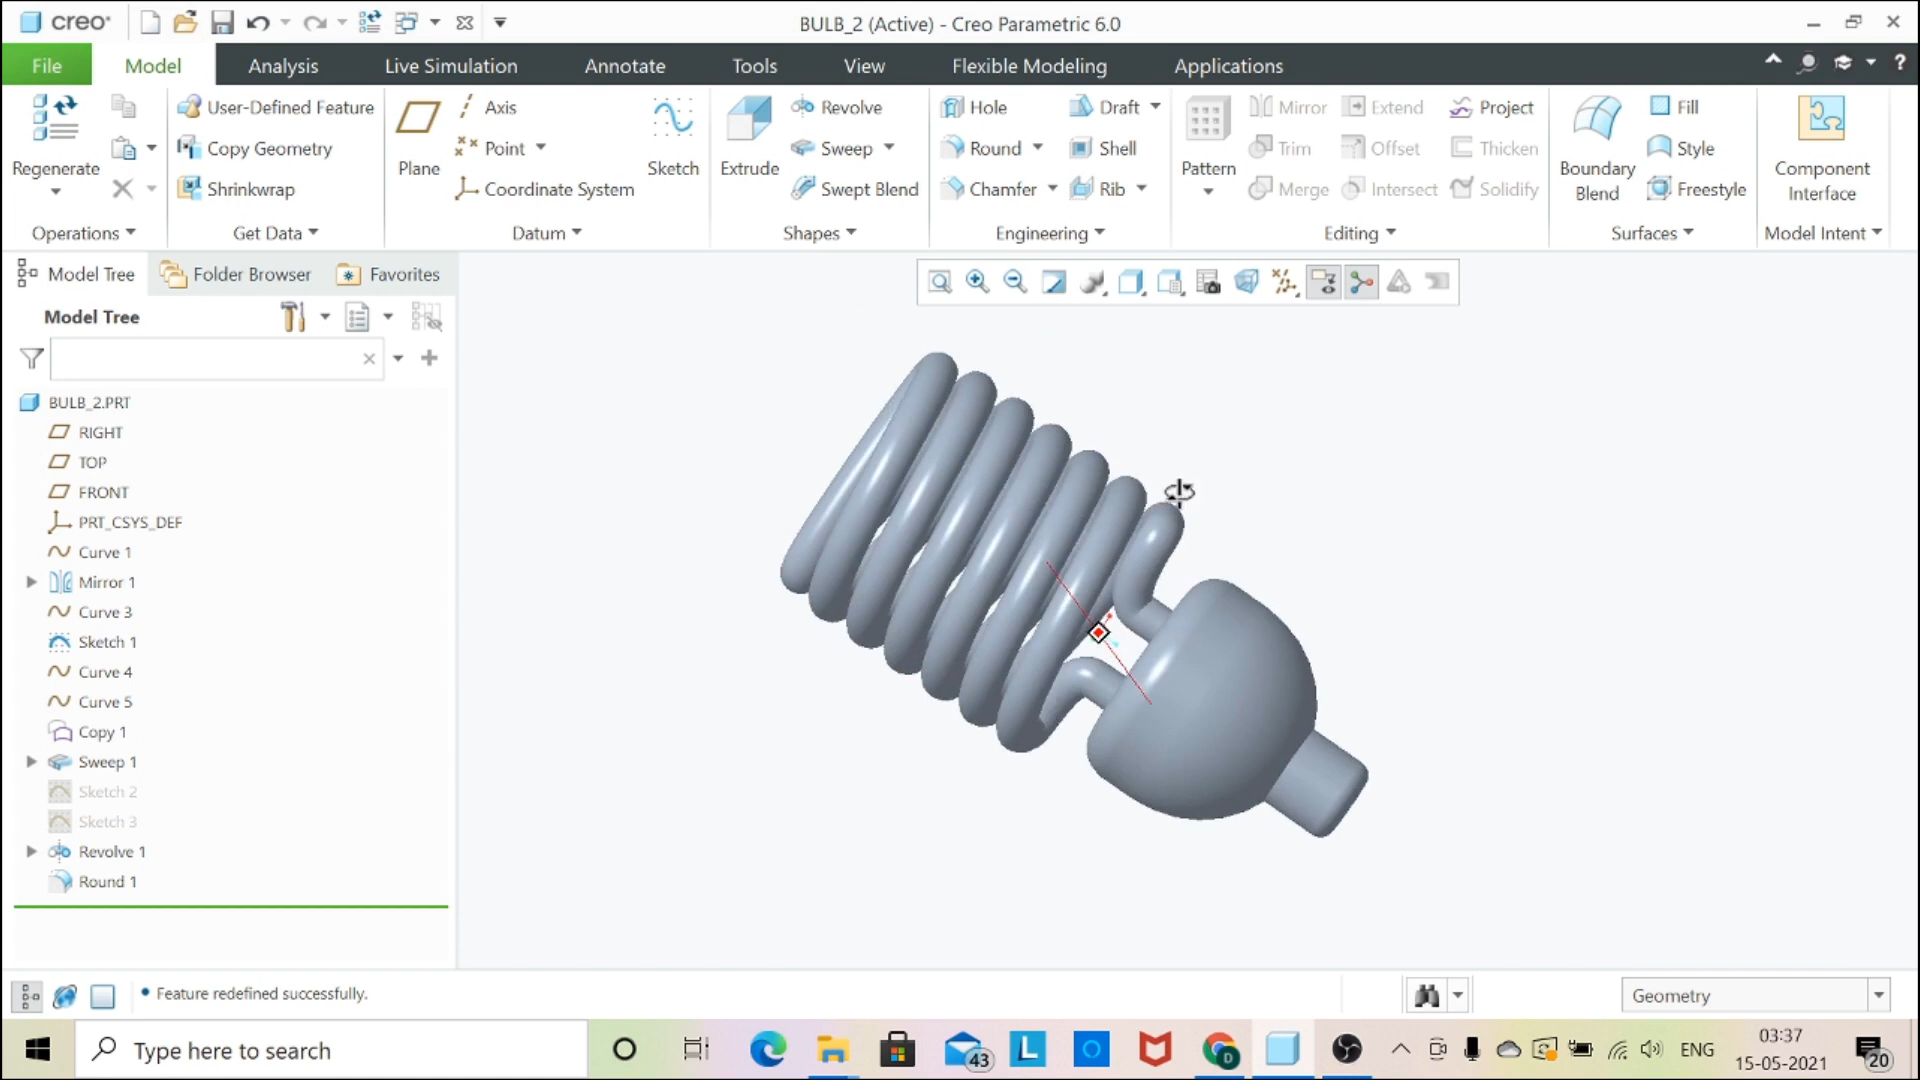 creo
BULB_2 (Active) - Creo Parametric 6.0
File Model Analysis Live Simulation Annotate Tools View Flexible Modeling Applications
Regenerate
Operations
User-Defined Feature
Copy Geometry
Shrinkwrap
Get Data
Plane
Axis
Point
Coordinate System
Sketch
Datum
Extrude
Revolve
Sweep
Swept Blend
Shapes
Hole
Round
Chamfer
Draft
Shell
Rib
Engineering
Pattern
Mirror
Trim
Merge
Extend
Offset
Intersect
Project
Thicken
Solidify
Editing
Boundary
Blend
Fill
Style
Freestyle
Surfaces
Component
Interface
Model Intent
Model Tree Folder Browser Favorites
Model Tree
BULB_2.PRT
RIGHT
TOP
FRONT
PRT_CSYS_DEF
Curve 1
Mirror 1
Curve 3
Sketch 1
Curve 4
Curve 5
Copy 1
Sweep 1
Sketch 2
Sketch 3
Revolve 1
Round 1
Feature redefined successfully.
Geometry
Type here to search
43
L
D
ENG
03:37
15-05-2021
20